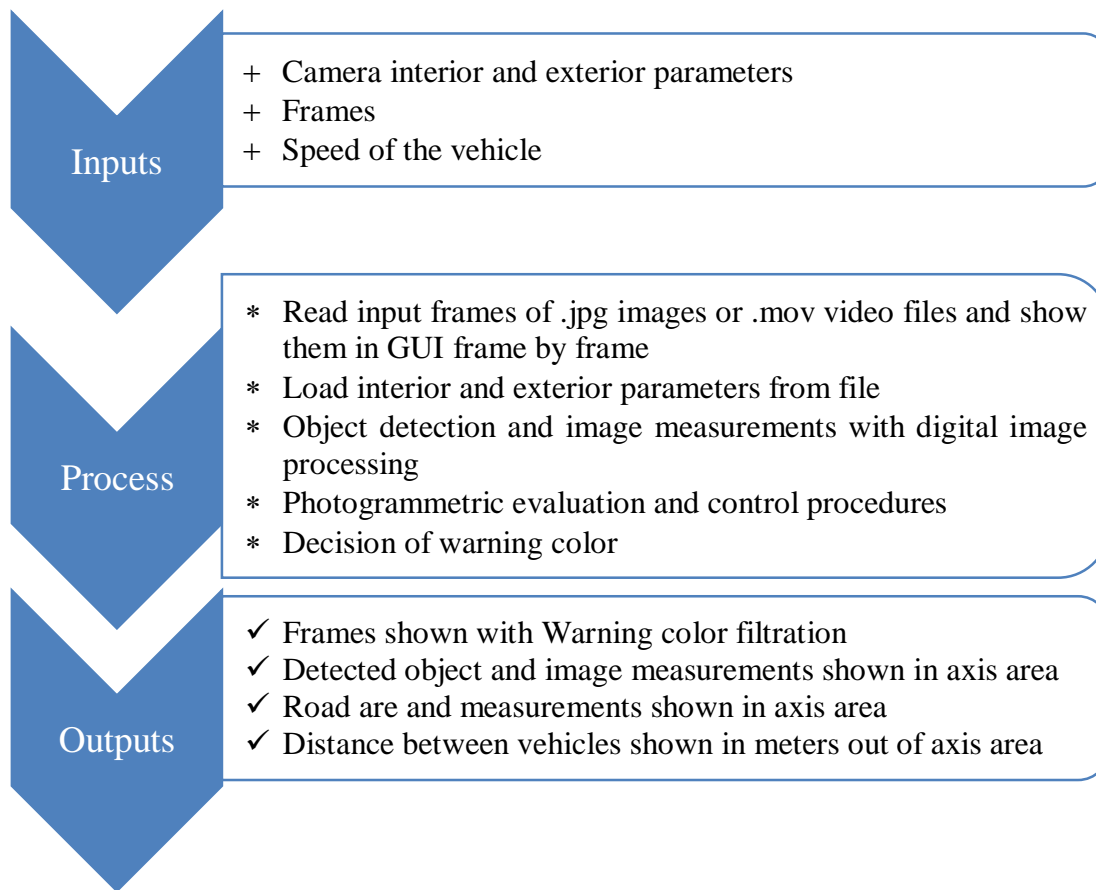 Inputs
+ Camera interior and exterior parameters
+ Frames
+ Speed of the vehicle
Process
* Read input frames of .jpg images or .mov video files and show
them in GUI frame by frame
* Load interior and exterior parameters from file
* Object detection and image measurements with digital image
processing
* Photogrammetric evaluation and control procedures
* Decision of warning color
Outputs
✓ Frames shown with Warning color filtration
✓ Detected object and image measurements shown in axis area
✓ Road are and measurements shown in axis area
✓ Distance between vehicles shown in meters out of axis area